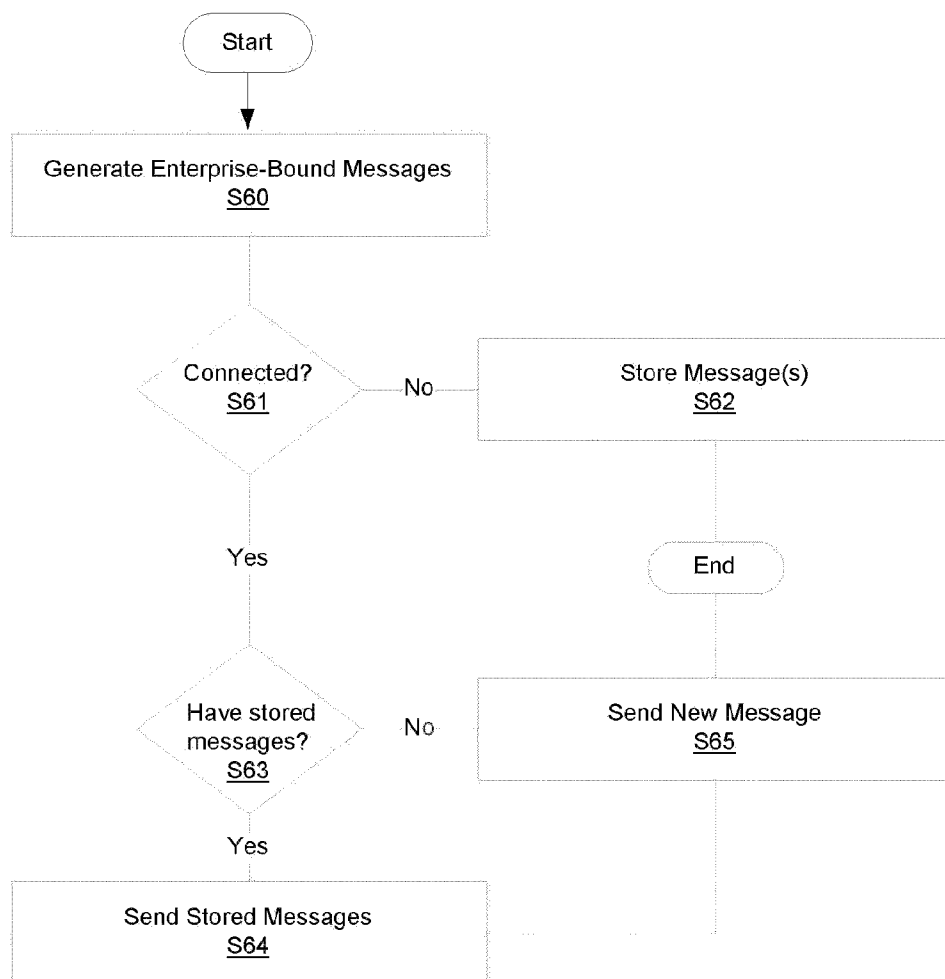 Start
Generate Enterprise-Bound Messages
S60
Connected?
S61
No
Store Message(s)
S62
Yes
End
Have stored
messages?
S63
No
Send New Message
S65
Yes
Send Stored Messages
S64